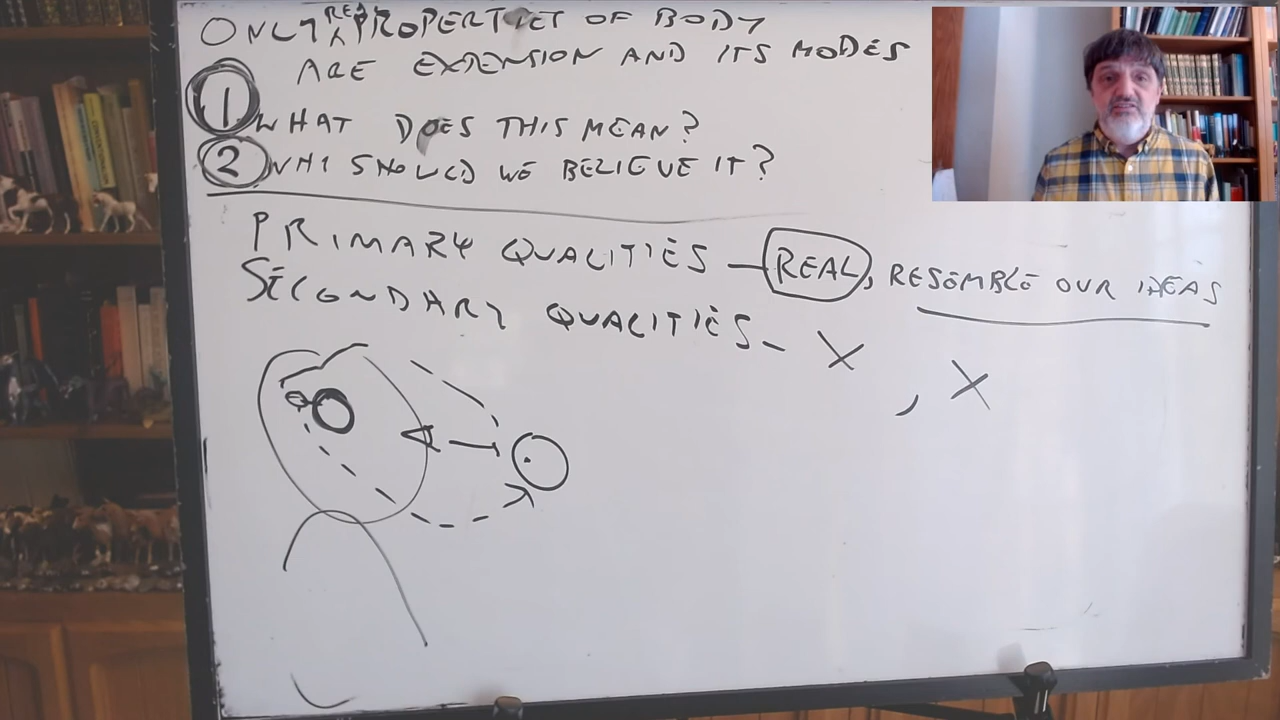 ONLY REAL PROPERTIES OF BODY
ARE EXTENSION AND ITS MODES
1 WHAT DOES THIS MEAN?
2 WHY SHOULD WE BELIEVE IT?
PRIMARY QUALITIES – REAL, RESEMBLE OUR IDEAS
SECONDARY QUALITIES – X, X